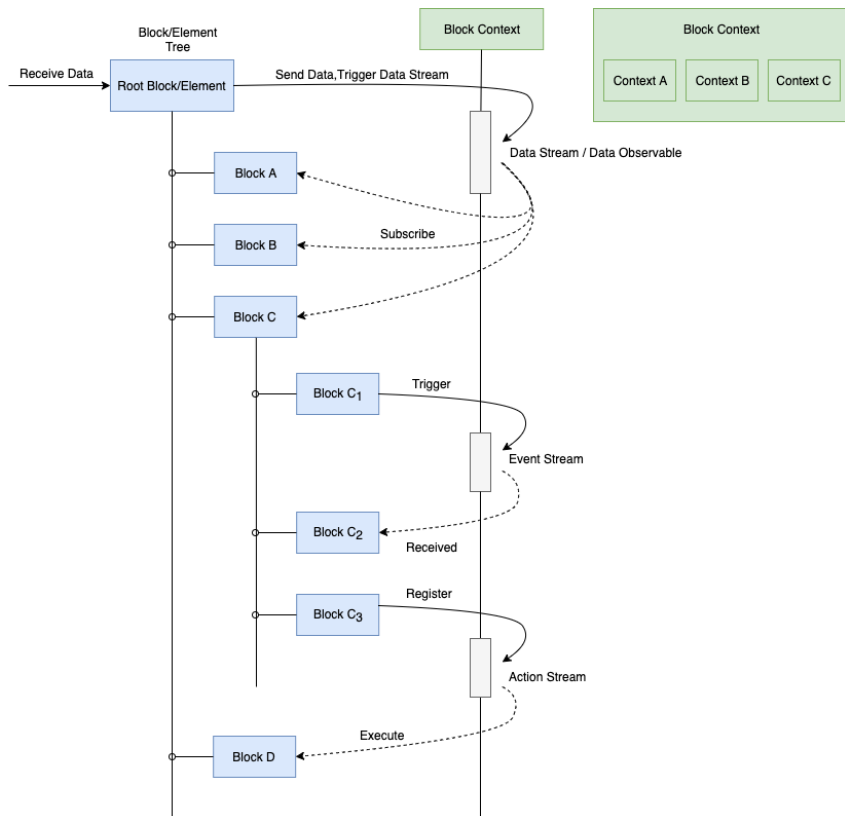 Block/Element
Tree
Block Context
Block Context
Receive Data
Root Block/Element
Send Data,Trigger Data Stream
Context A
Context B
Context C
Data Stream / Data Observable
Block A
Subscribe
Block B
Block C
Block C1
Trigger
Event Stream
Block C2
Received
Block C3
Register
Action Stream
Execute
Block D